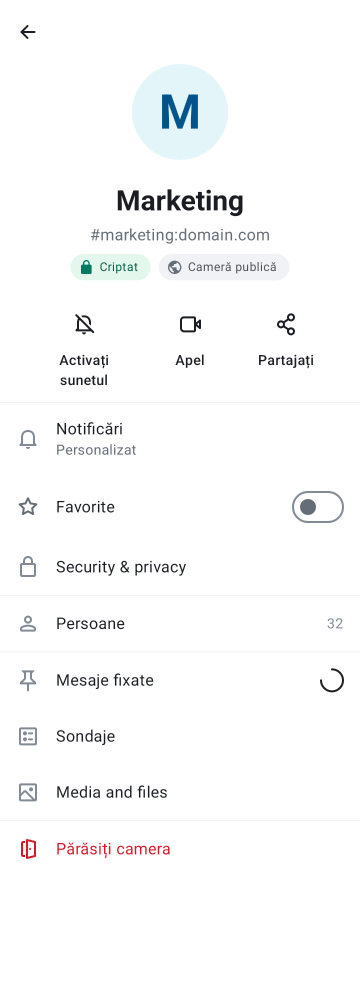 M
Marketing
#marketing:domain.com
Criptat
Cameră publică
Activați
sunetul
Apel
Partajați
Notificări
Personalizat
Favorite
Security & privacy
Persoane
32
Mesaje fixate
Sondaje
Media and files
Părăsiți camera